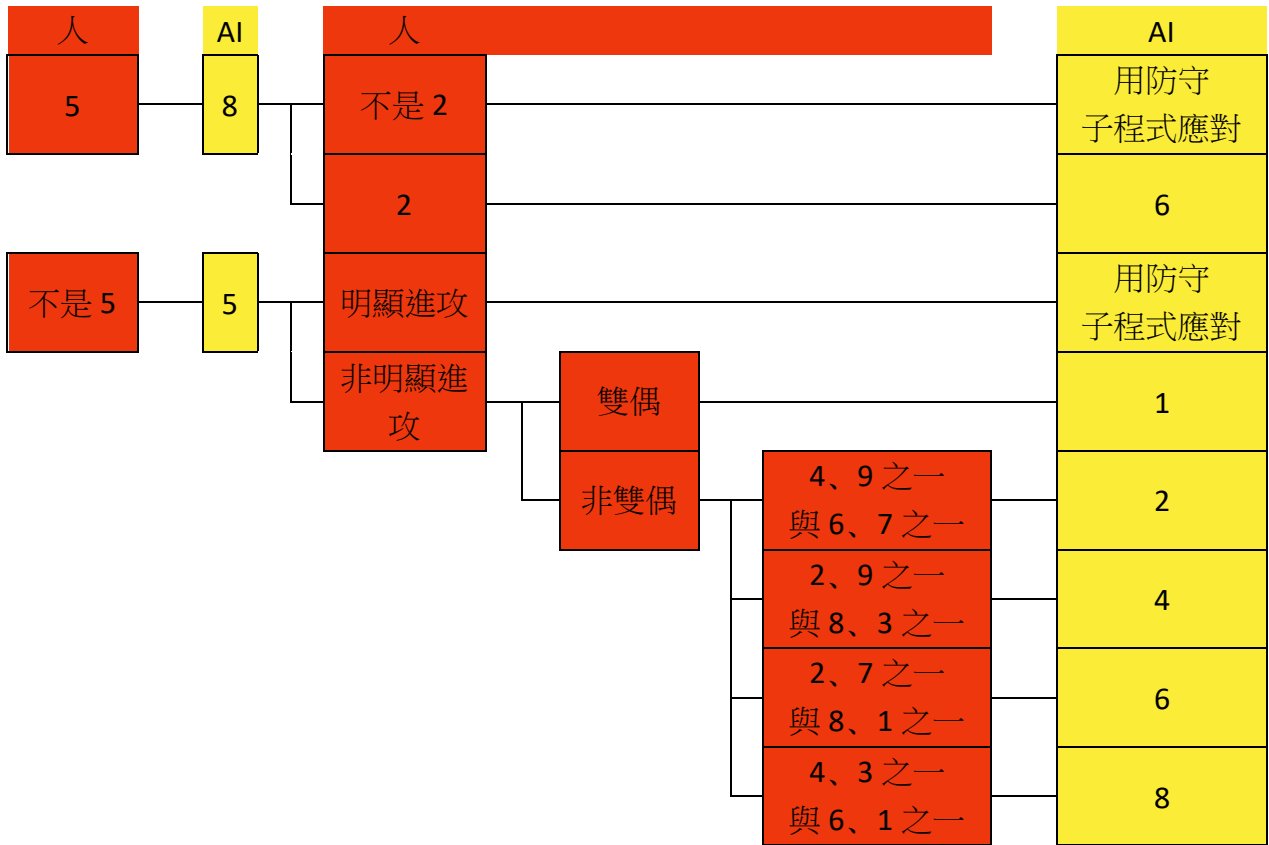 人
AI
人
AI
5
8
不是 2
用防守
子程式應對
2
6
不是 5
5
明顯進攻
用防守
子程式應對
非明顯進
攻
雙偶
1
非雙偶
4、9 之一
與 6、7 之一
2
2、9 之一
與 8、3 之一
4
2、7 之一
與 8、1 之一
6
4、3 之一
與 6、1 之一
8